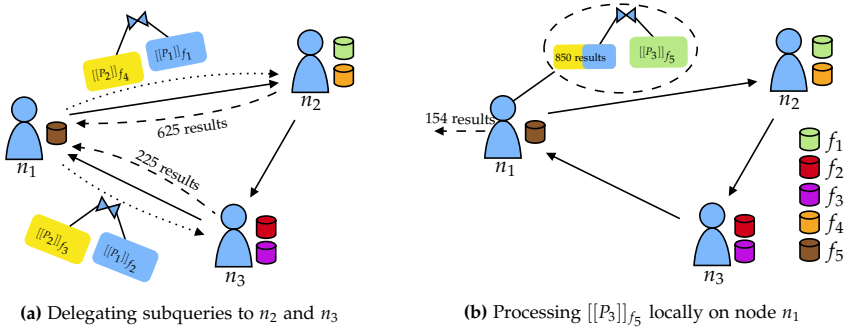 [[P₂]]f₄
[[P₁]]f₁
n₂
625 results
n₁
225 results
[[P₂]]f₃
[[P₁]]f₂
n₃
(a) Delegating subqueries to n₂ and n₃
850 results
[[P₃]]f₅
n₂
154 results
n₁
n₃
f₁
f₂
f₃
f₄
f₅
(b) Processing [[P₃]]f₅ locally on node n₁